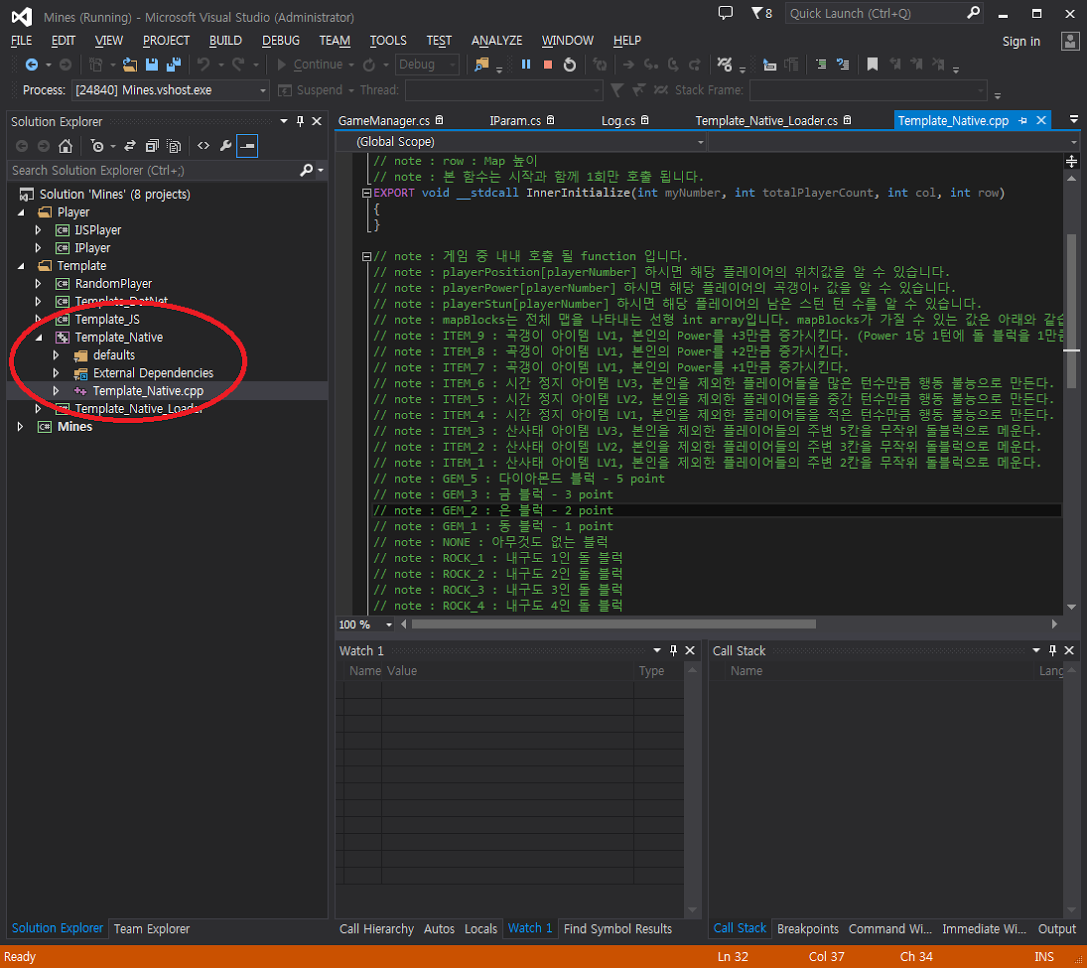 Mines (Running) - Microsoft Visual Studio (Administrator)
8
Quick Launch (Ctrl+Q)
FILE EDIT VIEW PROJECT BUILD DEBUG TEAM TOOLS TEST ANALYZE WINDOW HELP
Sign in
Continue
Debug
Process: [24840] Mines.vshost.exe
Suspend
Thread:
Stack Frame:
Solution Explorer
Search Solution Explorer (Ctrl+;)
Solution 'Mines' (8 projects)
Player
IJSPlayer
IPlayer
Template
RandomPlayer
Template_DotNet
Template_JS
Template_Native
defaults
External Dependencies
Template_Native.cpp
Template_Native_Loader
Mines
Solution Explorer Team Explorer
GameManager.cs IParam.cs Log.cs Template_Native_Loader.cs Template_Native.cpp
(Global Scope)
// note : row : Map 높이
// note : 본 함수는 시작과 함께 1회만 호출 됩니다.
EXPORT void __stdcall InnerInitialize(int myNumber, int totalPlayerCount, int col, int row)
{
}
// note : 게임 중 내내 호출 될 function 입니다.
// note : playerPosition[playerNumber] 하시면 해당 플레이어의 위치값을 알 수 있습니다.
// note : playerPower[playerNumber] 하시면 해당 플레이어의 곡갱이+ 값을 알 수 있습니다.
// note : playerStun[playerNumber] 하시면 해당 플레이어의 남은 스턴 턴 수를 알 수 있습니다.
// note : mapBlocks는 전체 맵을 나타내는 선형 int array입니다. mapBlocks가 가질 수 있는 값은 아래와 같습
// note : ITEM_9 : 곡갱이 아이템 LV1, 본인의 Power를 +3만큼 증가시킨다. (Power 1당 1턴에 돌 블럭을 1만큼
// note : ITEM_8 : 곡갱이 아이템 LV1, 본인의 Power를 +2만큼 증가시킨다.
// note : ITEM_7 : 곡갱이 아이템 LV1, 본인의 Power를 +1만큼 증가시킨다.
// note : ITEM_6 : 시간 정지 아이템 LV3, 본인을 제외한 플레이어들을 많은 턴수만큼 행동 불능으로 만든다.
// note : ITEM_5 : 시간 정지 아이템 LV2, 본인을 제외한 플레이어들을 중간 턴수만큼 행동 불능으로 만든다.
// note : ITEM_4 : 시간 정지 아이템 LV1, 본인을 제외한 플레이어들을 적은 턴수만큼 행동 불능으로 만든다.
// note : ITEM_3 : 산사태 아이템 LV3, 본인을 제외한 플레이어들의 주변 5칸을 무작위 돌블럭으로 메운다.
// note : ITEM_2 : 산사태 아이템 LV2, 본인을 제외한 플레이어들의 주변 3칸을 무작위 돌블럭으로 메운다.
// note : ITEM_1 : 산사태 아이템 LV1, 본인을 제외한 플레이어들의 주변 2칸을 무작위 돌블럭으로 메운다.
// note : GEM_5 : 다이아몬드 블럭 - 5 point
// note : GEM_3 : 금 블럭 - 3 point
// note : GEM_2 : 은 블럭 - 2 point
// note : GEM_1 : 동 블럭 - 1 point
// note : NONE : 아무것도 없는 블럭
// note : ROCK_1 : 내구도 1인 돌 블럭
// note : ROCK_2 : 내구도 2인 돌 블럭
// note : ROCK_3 : 내구도 3인 돌 블럭
// note : ROCK_4 : 내구도 4인 돌 블럭
100 %
Watch 1
Name Value Type
Call Hierarchy Autos Locals Watch 1 Find Symbol Results
Call Stack
Name Lang
Call Stack Breakpoints Command Wi... Immediate Wi... Output
Ready
Ln 32 Col 37 Ch 34 INS